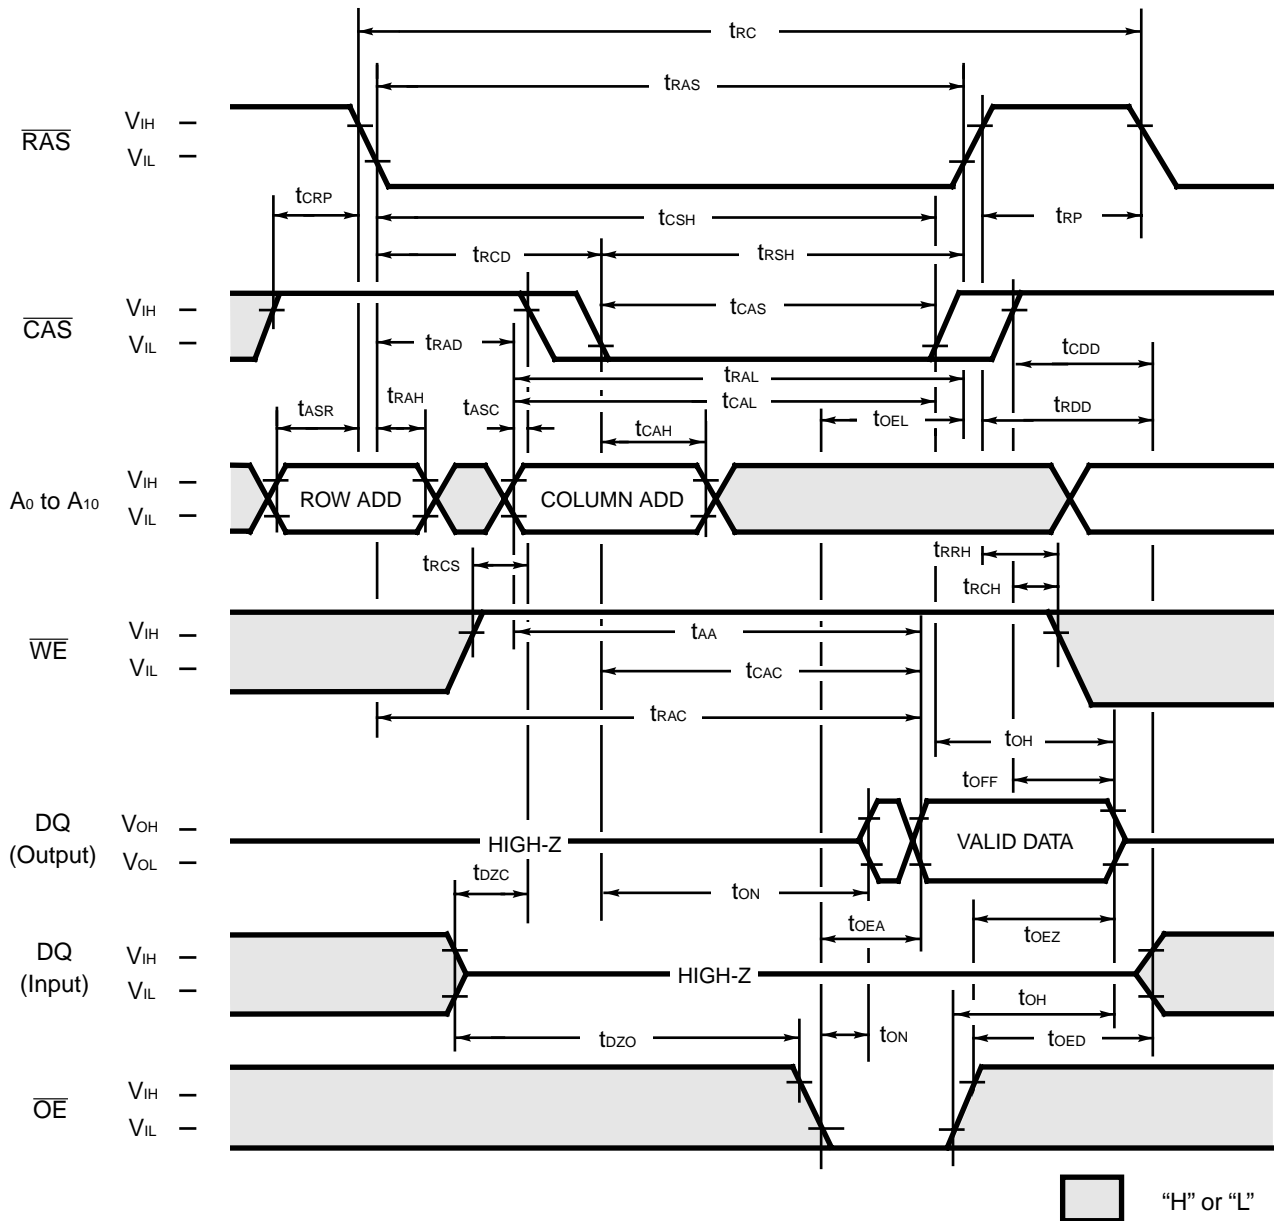 tRC
tRAS
RAS
VIH
VIL
tCRP
tCSH
tRP
tRCD
tRSH
CAS
VIH
VIL
tCAS
tRAD
tCDD
tRAL
tASR
tRAH
tASC
tCAL
tRDD
tOEL
tCAH
A0 to A10
VIH
VIL
ROW ADD
COLUMN ADD
tRCS
tRRH
tRCH
WE
VIH
VIL
tAA
tCAC
tRAC
tOH
tOFF
DQ
(Output)
VOH
VOL
HIGH-Z
VALID DATA
tDZC
tON
tOEA
tOEZ
DQ
(Input)
VIH
VIL
HIGH-Z
tOH
tDZO
tON
tOED
OE
VIH
VIL
“H” or “L”